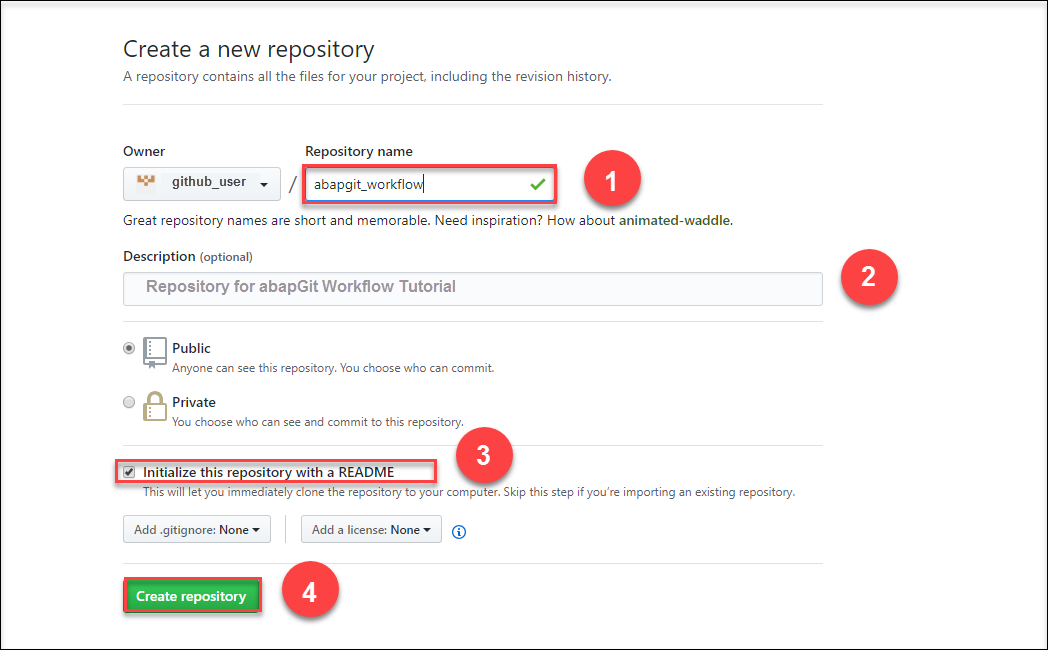 Create a new repository
A repository contains all the files for your project, including the revision history.
Owner
Repository name
github_user
/
abapgit_workflow
1
Great repository names are short and memorable. Need inspiration? How about animated-waddle.
Description (optional)
Repository for abapGit Workflow Tutorial
2
Public
Anyone can see this repository. You choose who can commit.
Private
You choose who can see and commit to this repository.
3
Initialize this repository with a README
This will let you immediately clone the repository to your computer. Skip this step if you’re importing an existing repository.
Add .gitignore: None
Add a license: None
Create repository
4